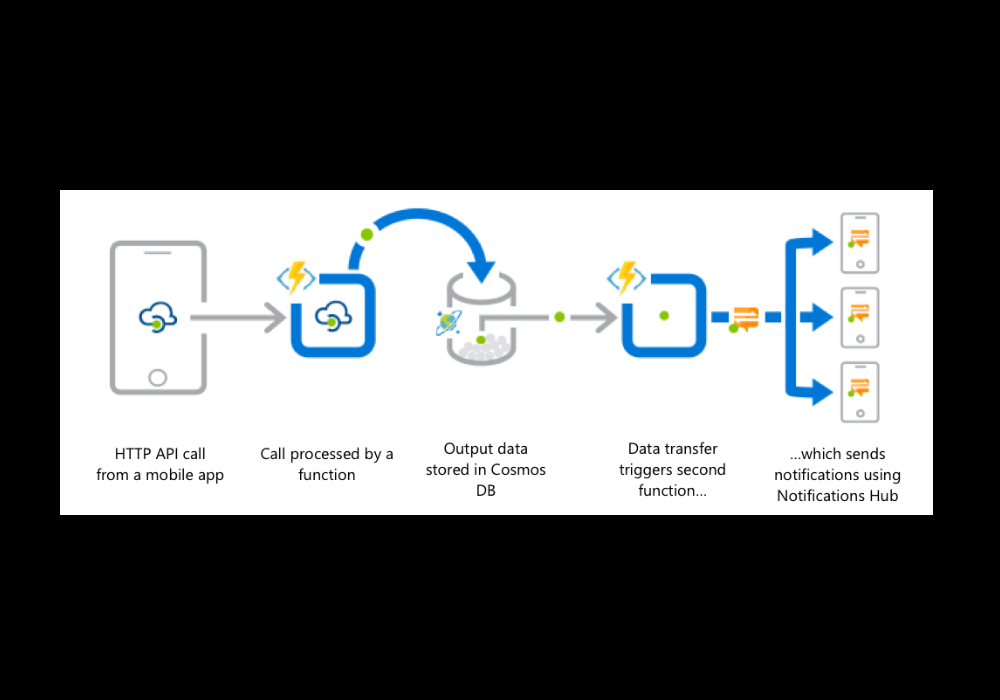 HTTP API call
from a mobile app
Call processed by a
function
Output data
stored in Cosmos
DB
Data transfer
triggers second
function...
...which sends
notifications using
Notifications Hub